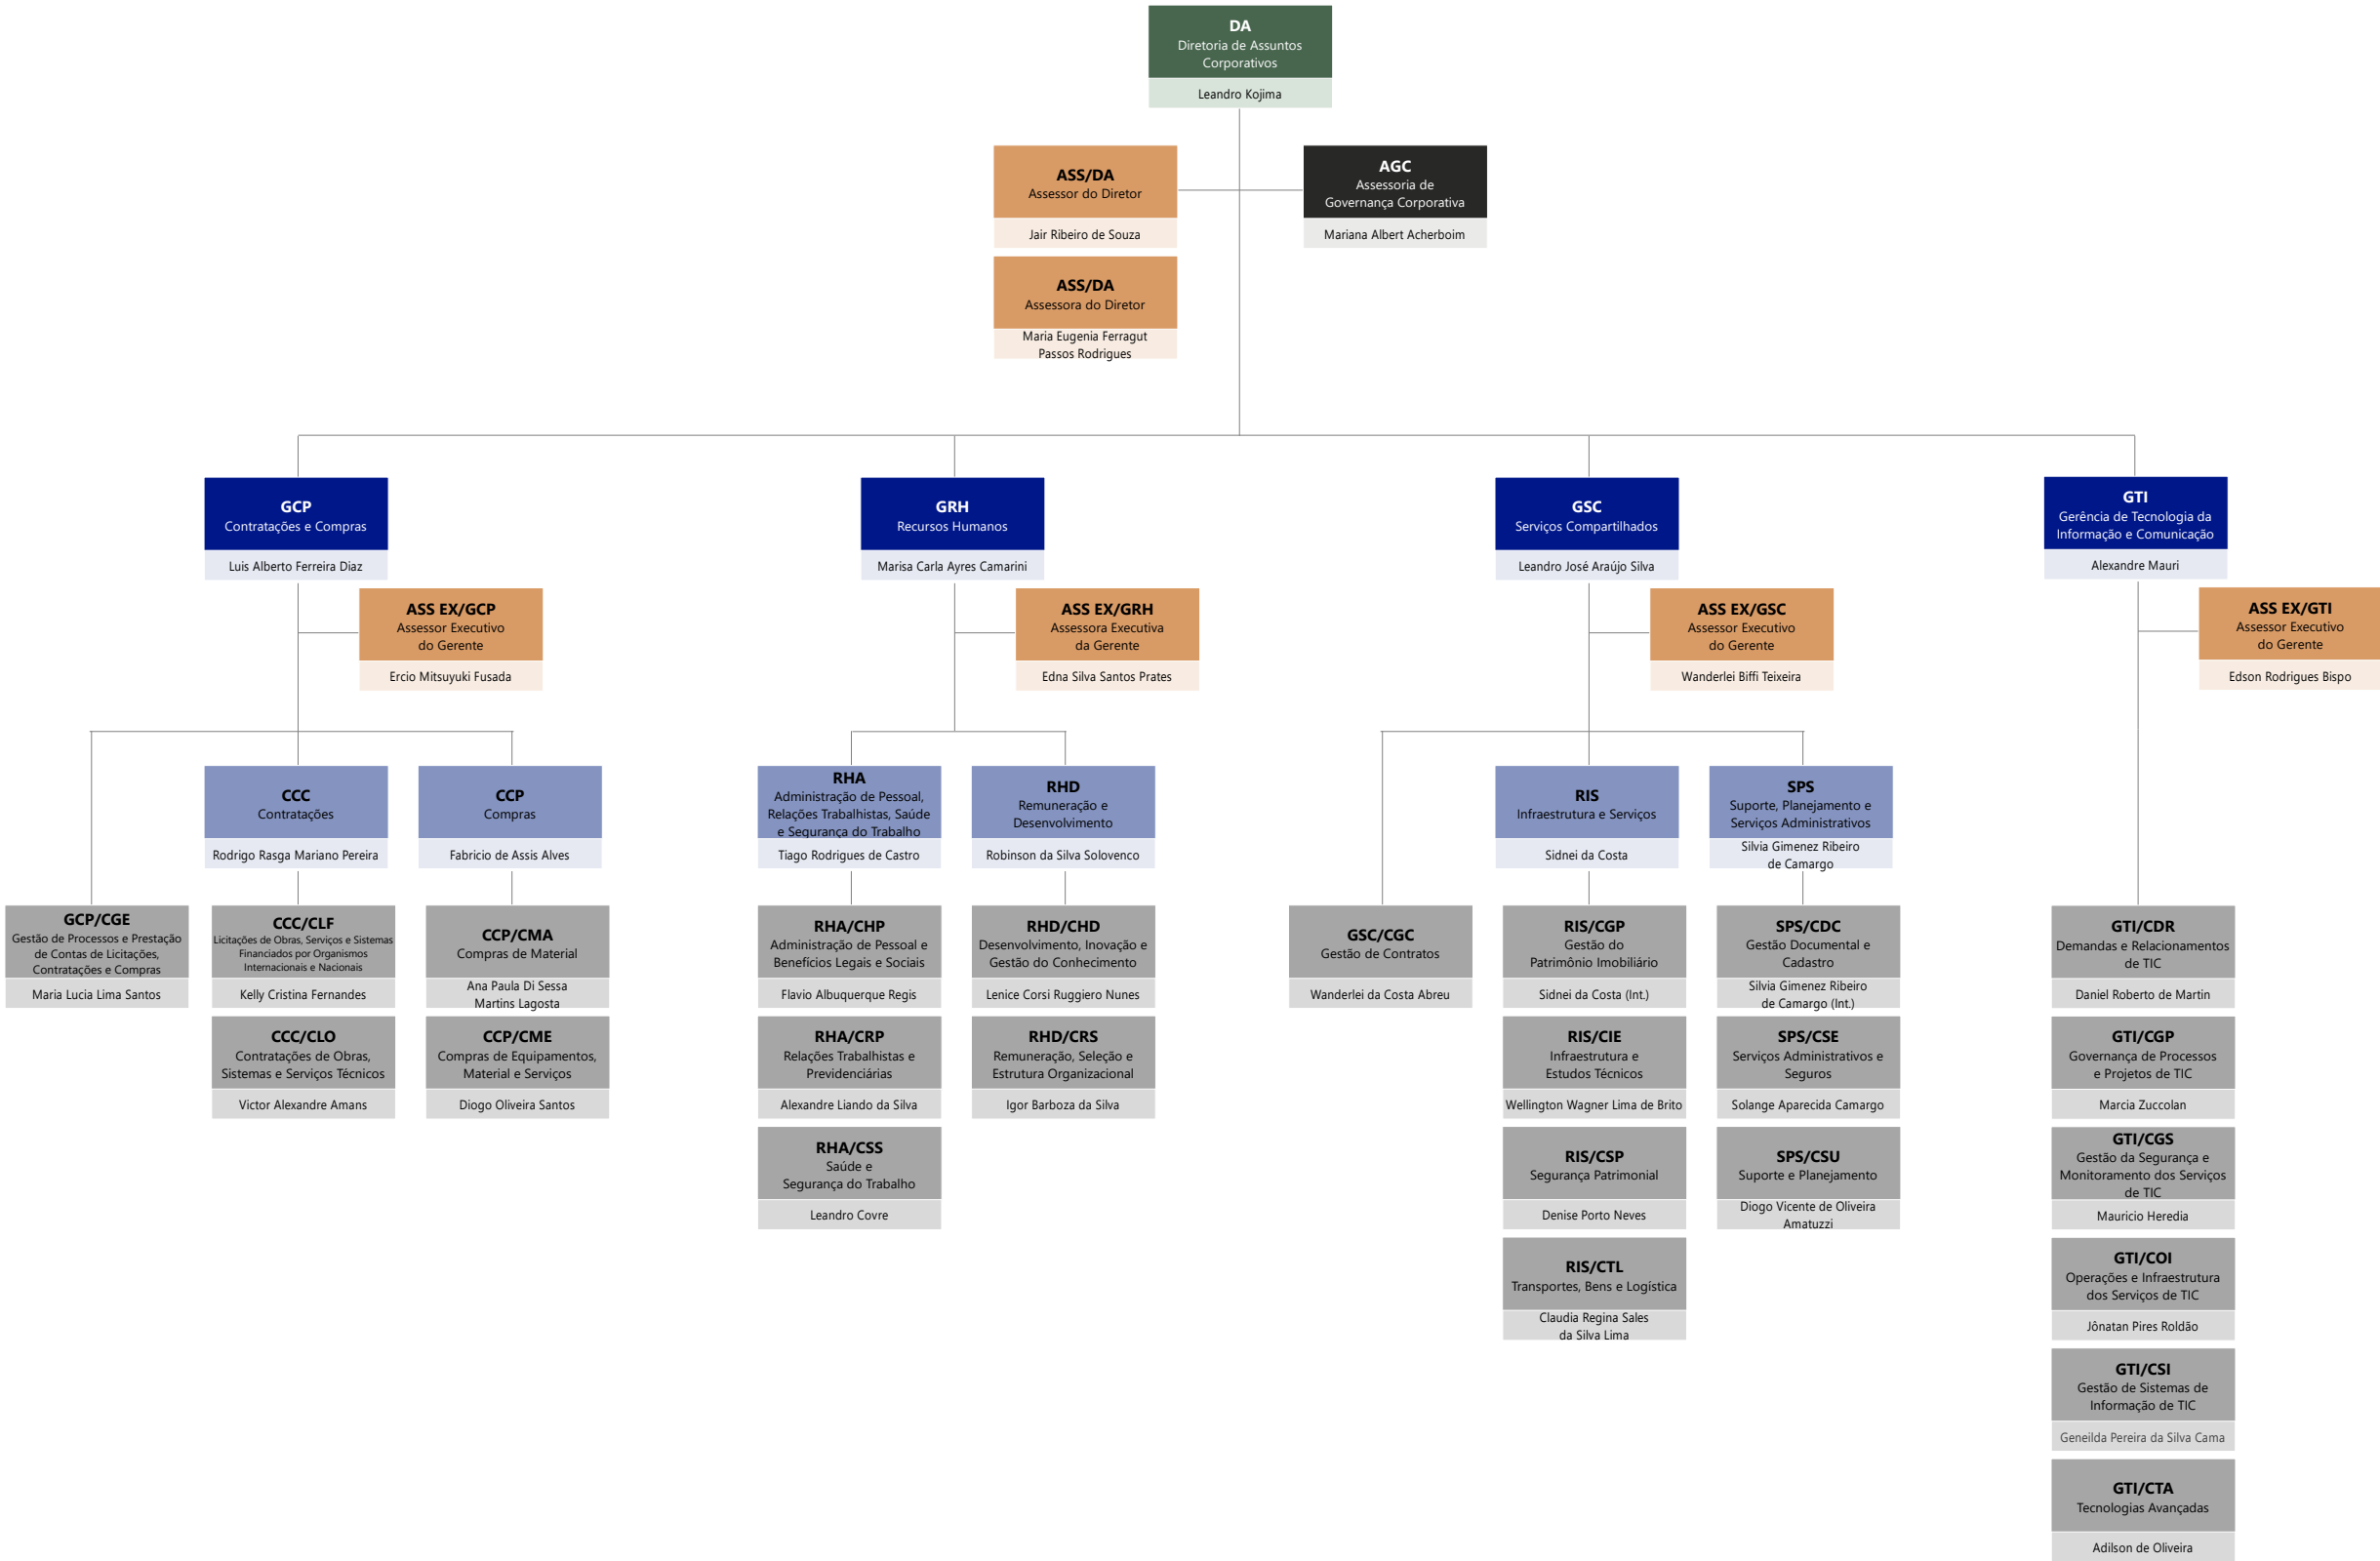 DA
Diretoria de Assuntos
Corporativos
Leandro Kojima
ASS/DA
Assessor do Diretor
Jair Ribeiro de Souza
AGC
Assessoria de
Governança Corporativa
Mariana Albert Acherboim
ASS/DA
Assessora do Diretor
Maria Eugenia Ferragut
Passos Rodrigues
GCP
Contratações e Compras
Luis Alberto Ferreira Diaz
GRH
Recursos Humanos
Marisa Carla Ayres Camarini
GSC
Serviços Compartilhados
Leandro José Araújo Silva
GTI
Gerência de Tecnologia da
Informação e Comunicação
Alexandre Mauri
ASS EX/GCP
Assessor Executivo
do Gerente
Ercio Mitsuyuki Fusada
ASS EX/GRH
Assessora Executiva
da Gerente
Edna Silva Santos Prates
ASS EX/GSC
Assessor Executivo
do Gerente
Wanderlei Biffi Teixeira
ASS EX/GTI
Assessor Executivo
do Gerente
Edson Rodrigues Bispo
CCC
Contratações
Rodrigo Rasga Mariano Pereira
CCP
Compras
Fabricio de Assis Alves
RHA
Administração de Pessoal,
Relações Trabalhistas, Saúde
e Segurança do Trabalho
Tiago Rodrigues de Castro
RHD
Remuneração e
Desenvolvimento
Robinson da Silva Solovenco
RIS
Infraestrutura e Serviços
Sidnei da Costa
SPS
Suporte, Planejamento e
Serviços Administrativos
Silvia Gimenez Ribeiro
de Camargo
GCP/CGE
Gestão de Processos e Prestação
de Contas de Licitações,
Contratações e Compras
Maria Lucia Lima Santos
CCC/CLF
Licitações de Obras, Serviços e Sistemas
Financiados por Organismos
Internacionais e Nacionais
Kelly Cristina Fernandes
CCP/CMA
Compras de Material
Ana Paula Di Sessa
Martins Lagosta
RHA/CHP
Administração de Pessoal e
Benefícios Legais e Sociais
Flavio Albuquerque Regis
RHD/CHD
Desenvolvimento, Inovação e
Gestão do Conhecimento
Lenice Corsi Ruggiero Nunes
GSC/CGC
Gestão de Contratos
Wanderlei da Costa Abreu
RIS/CGP
Gestão do
Patrimônio Imobiliário
Sidnei da Costa (Int.)
SPS/CDC
Gestão Documental e
Cadastro
Silvia Gimenez Ribeiro
de Camargo (Int.)
GTI/CDR
Demandas e Relacionamentos
de TIC
Daniel Roberto de Martin
CCC/CLO
Contratações de Obras,
Sistemas e Serviços Técnicos
Victor Alexandre Amans
CCP/CME
Compras de Equipamentos,
Material e Serviços
Diogo Oliveira Santos
RHA/CRP
Relações Trabalhistas e
Previdenciárias
Alexandre Liando da Silva
RHD/CRS
Remuneração, Seleção e
Estrutura Organizacional
Igor Barboza da Silva
RIS/CIE
Infraestrutura e
Estudos Técnicos
Wellington Wagner Lima de Brito
SPS/CSE
Serviços Administrativos e
Seguros
Solange Aparecida Camargo
GTI/CGP
Governança de Processos
e Projetos de TIC
Marcia Zuccolan
RHA/CSS
Saúde e
Segurança do Trabalho
Leandro Covre
RIS/CSP
Segurança Patrimonial
Denise Porto Neves
SPS/CSU
Suporte e Planejamento
Diogo Vicente de Oliveira
Amatuzzi
GTI/CGS
Gestão da Segurança e
Monitoramento dos Serviços
de TIC
Mauricio Heredia
RIS/CTL
Transportes, Bens e Logística
Claudia Regina Sales
da Silva Lima
GTI/COI
Operações e Infraestrutura
dos Serviços de TIC
Jônatan Pires Roldão
GTI/CSI
Gestão de Sistemas de
Informação de TIC
Geneilda Pereira da Silva Cama
GTI/CTA
Tecnologias Avançadas
Adilson de Oliveira